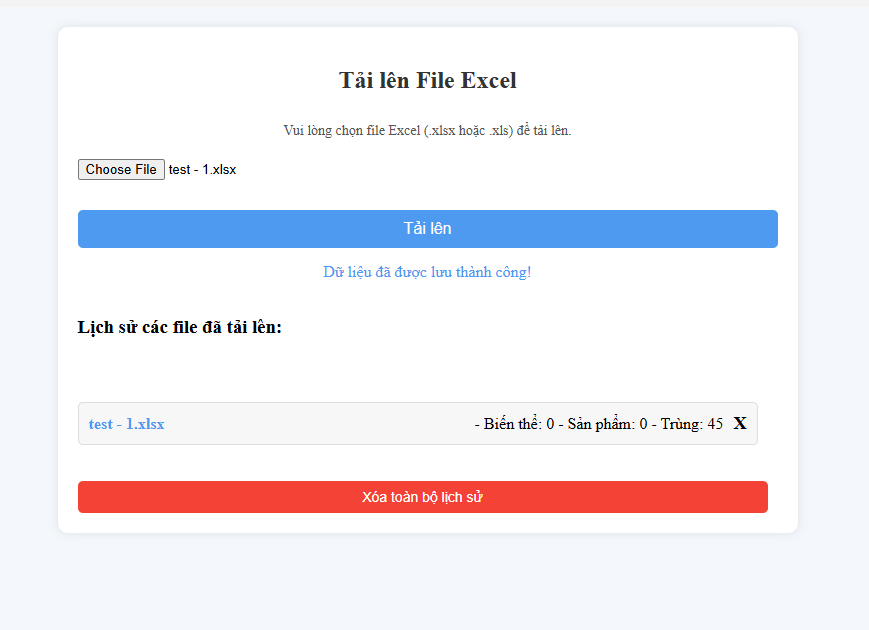 Tải lên File Excel
Vui lòng chọn file Excel (.xlsx hoặc .xls) để tải lên.
Choose File test - 1.xlsx
Tải lên
Dữ liệu đã được lưu thành công!
Lịch sử các file đã tải lên:
test - 1.xlsx - Biến thể: 0 - Sản phẩm: 0 - Trùng: 45 X
Xóa toàn bộ lịch sử